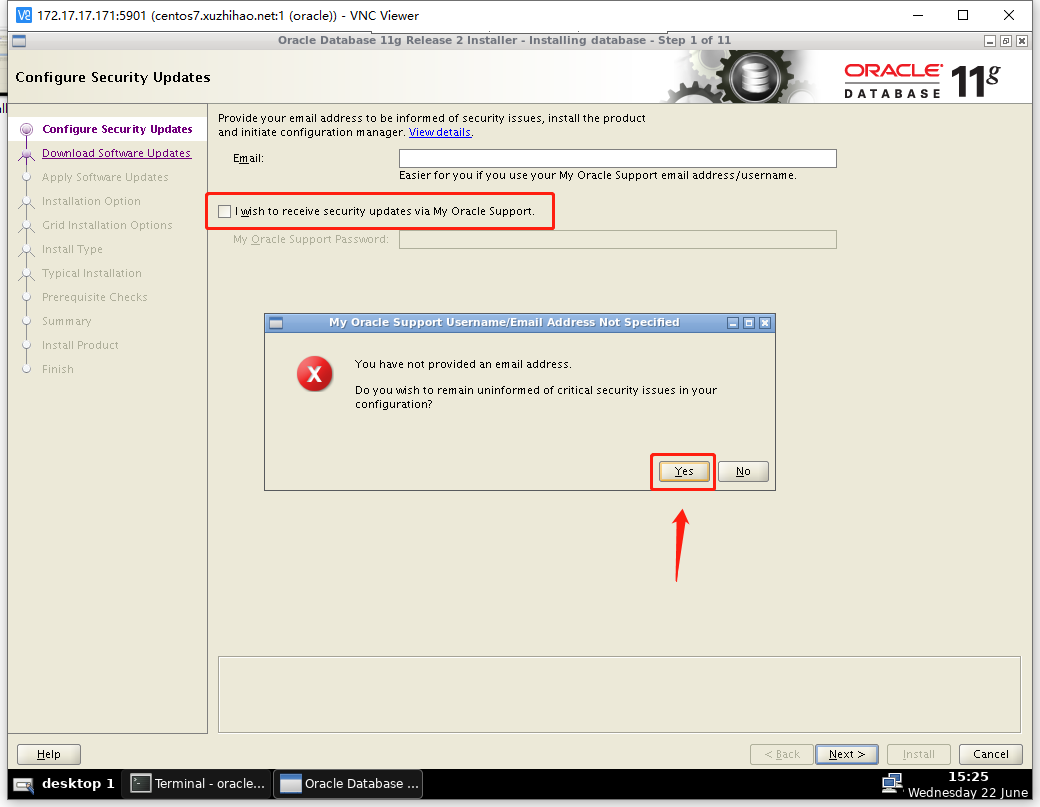 172.17.17.171:5901 (centos7.xuzhihao.net:1 (oracle)) - VNC Viewer
Oracle Database 11g Release 2 Installer - Installing database - Step 1 of 11
Configure Security Updates
ORACLE
DATABASE
11g
Configure Security Updates
Download Software Updates
Apply Software Updates
Installation Option
Grid Installation Options
Install Type
Typical Installation
Prerequisite Checks
Summary
Install Product
Finish
Provide your email address to be informed of security issues, install the product
and initiate configuration manager. View details.
Email:
Easier for you if you use your My Oracle Support email address/username.
I wish to receive security updates via My Oracle Support.
My Oracle Support Password:
My Oracle Support Username/Email Address Not Specified
X
You have not provided an email address.
Do you wish to remain uninformed of critical security issues in your
configuration?
Yes
No
Help
< Back
Next >
Install
Cancel
desktop 1
Terminal - oracle...
Oracle Database ...
15:25
Wednesday 22 June